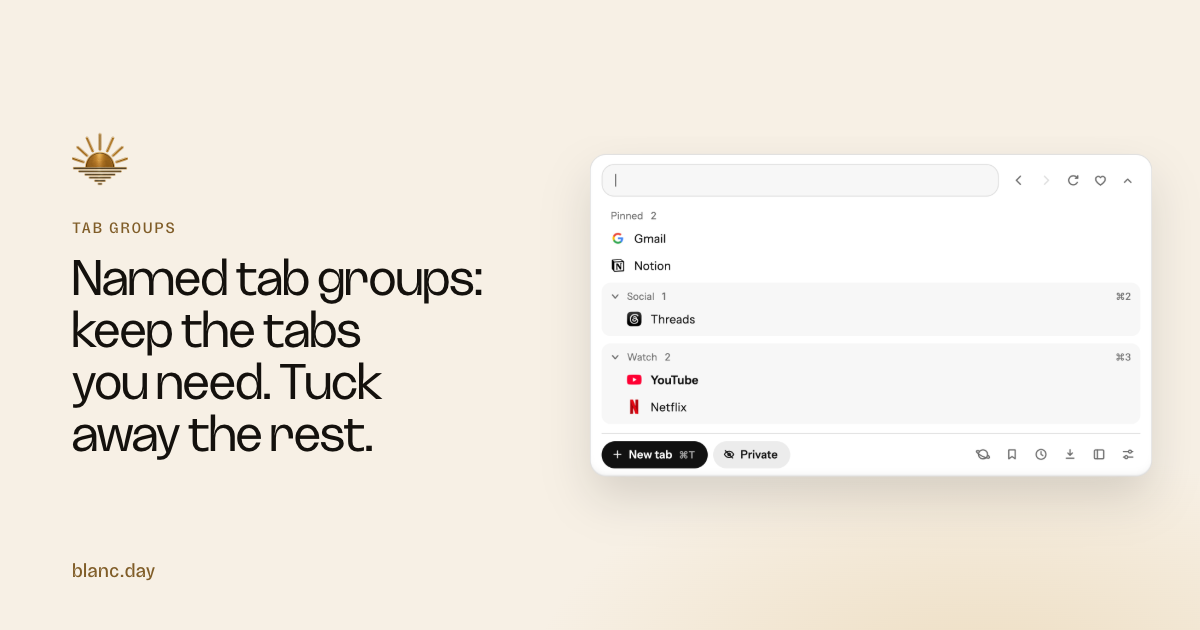 TAB GROUPS
Named tab groups:
keep the tabs
you need. Tuck
away the rest.
blanc.day
Pinned 2
Gmail
Notion
Social 1 ⌘2
Threads
Watch 2 ⌘3
YouTube
Netflix
+ New tab ⌘T Private